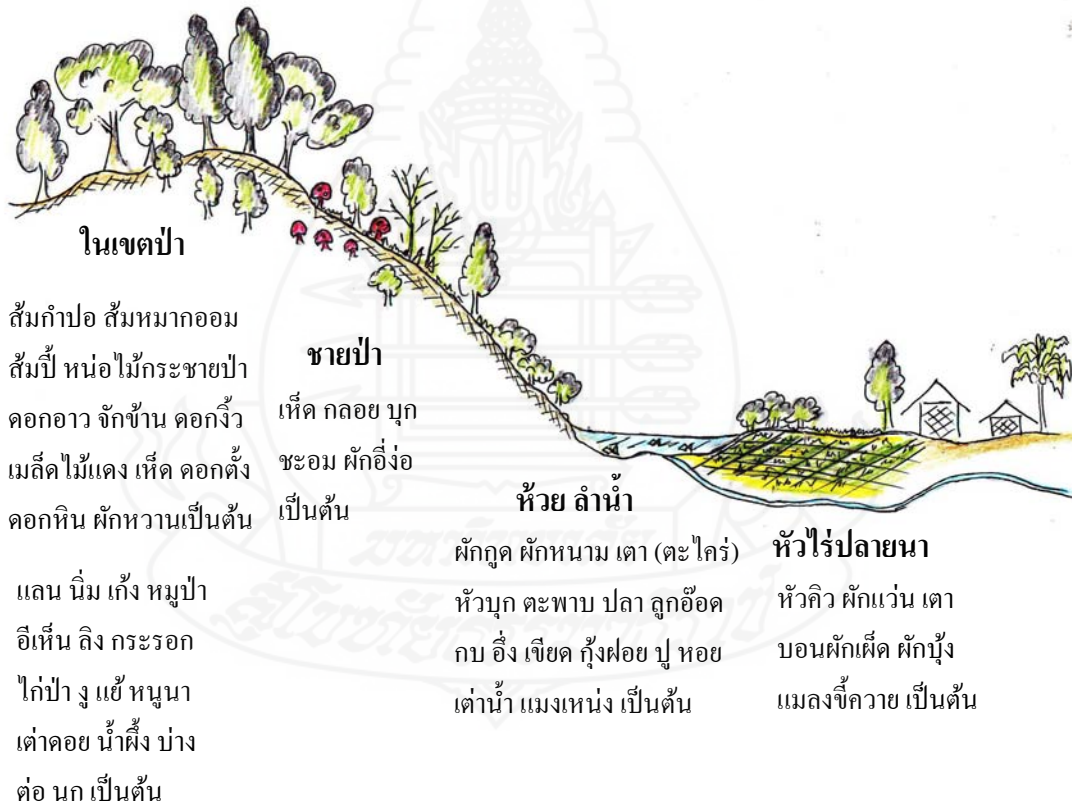 ในเขตป่า
ส้มกำปอ ส้มหมากออม
ส้มปี้ หน่อไม้กระชายป่า
ดอกอาว จักข้าน ดอกงิ้ว
เมล็ดไม้แดง เห็ด ดอกตั้ง
ดอกหิน ผักหวานเป็นต้น
แลน นิ่ม เก้ง หมูป่า
อีเห็น ลิง กระรอก
ไก่ป่า งู แย้ หนูนา
เต่าดอย น้ำผึ้ง บ่าง
ต่อ นก เป็นต้น
ชายป่า
เห็ด กลอย บุก
ชะอม ผักอี่ง่อ
เป็นต้น
ห้วย ลำน้ำ
ผักกูด ผักหนาม เตา (ตะไคร่)
หัวบุก ตะพาบ ปลา ลูกอ๊อด
กบ อึ่ง เขียด กุ้งฝอย ปู หอย
เต่าน้ำ แมงเหน่ง เป็นต้น
หัวไร่ปลายนา
หัวคิว ผักแว่น เตา
บอนผักเผ็ด ผักบุ้ง
แมลงขี้ควาย เป็นต้น